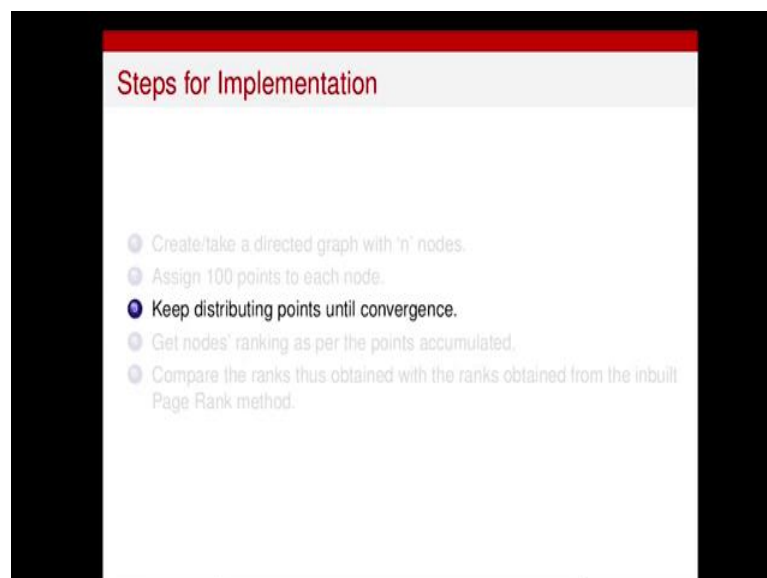 Steps for Implementation
Create/take a directed graph with 'n' nodes.
Assign 100 points to each node.
Keep distributing points until convergence.
Get nodes' ranking as per the points accumulated.
Compare the ranks thus obtained with the ranks obtained from the inbuilt
Page Rank method.